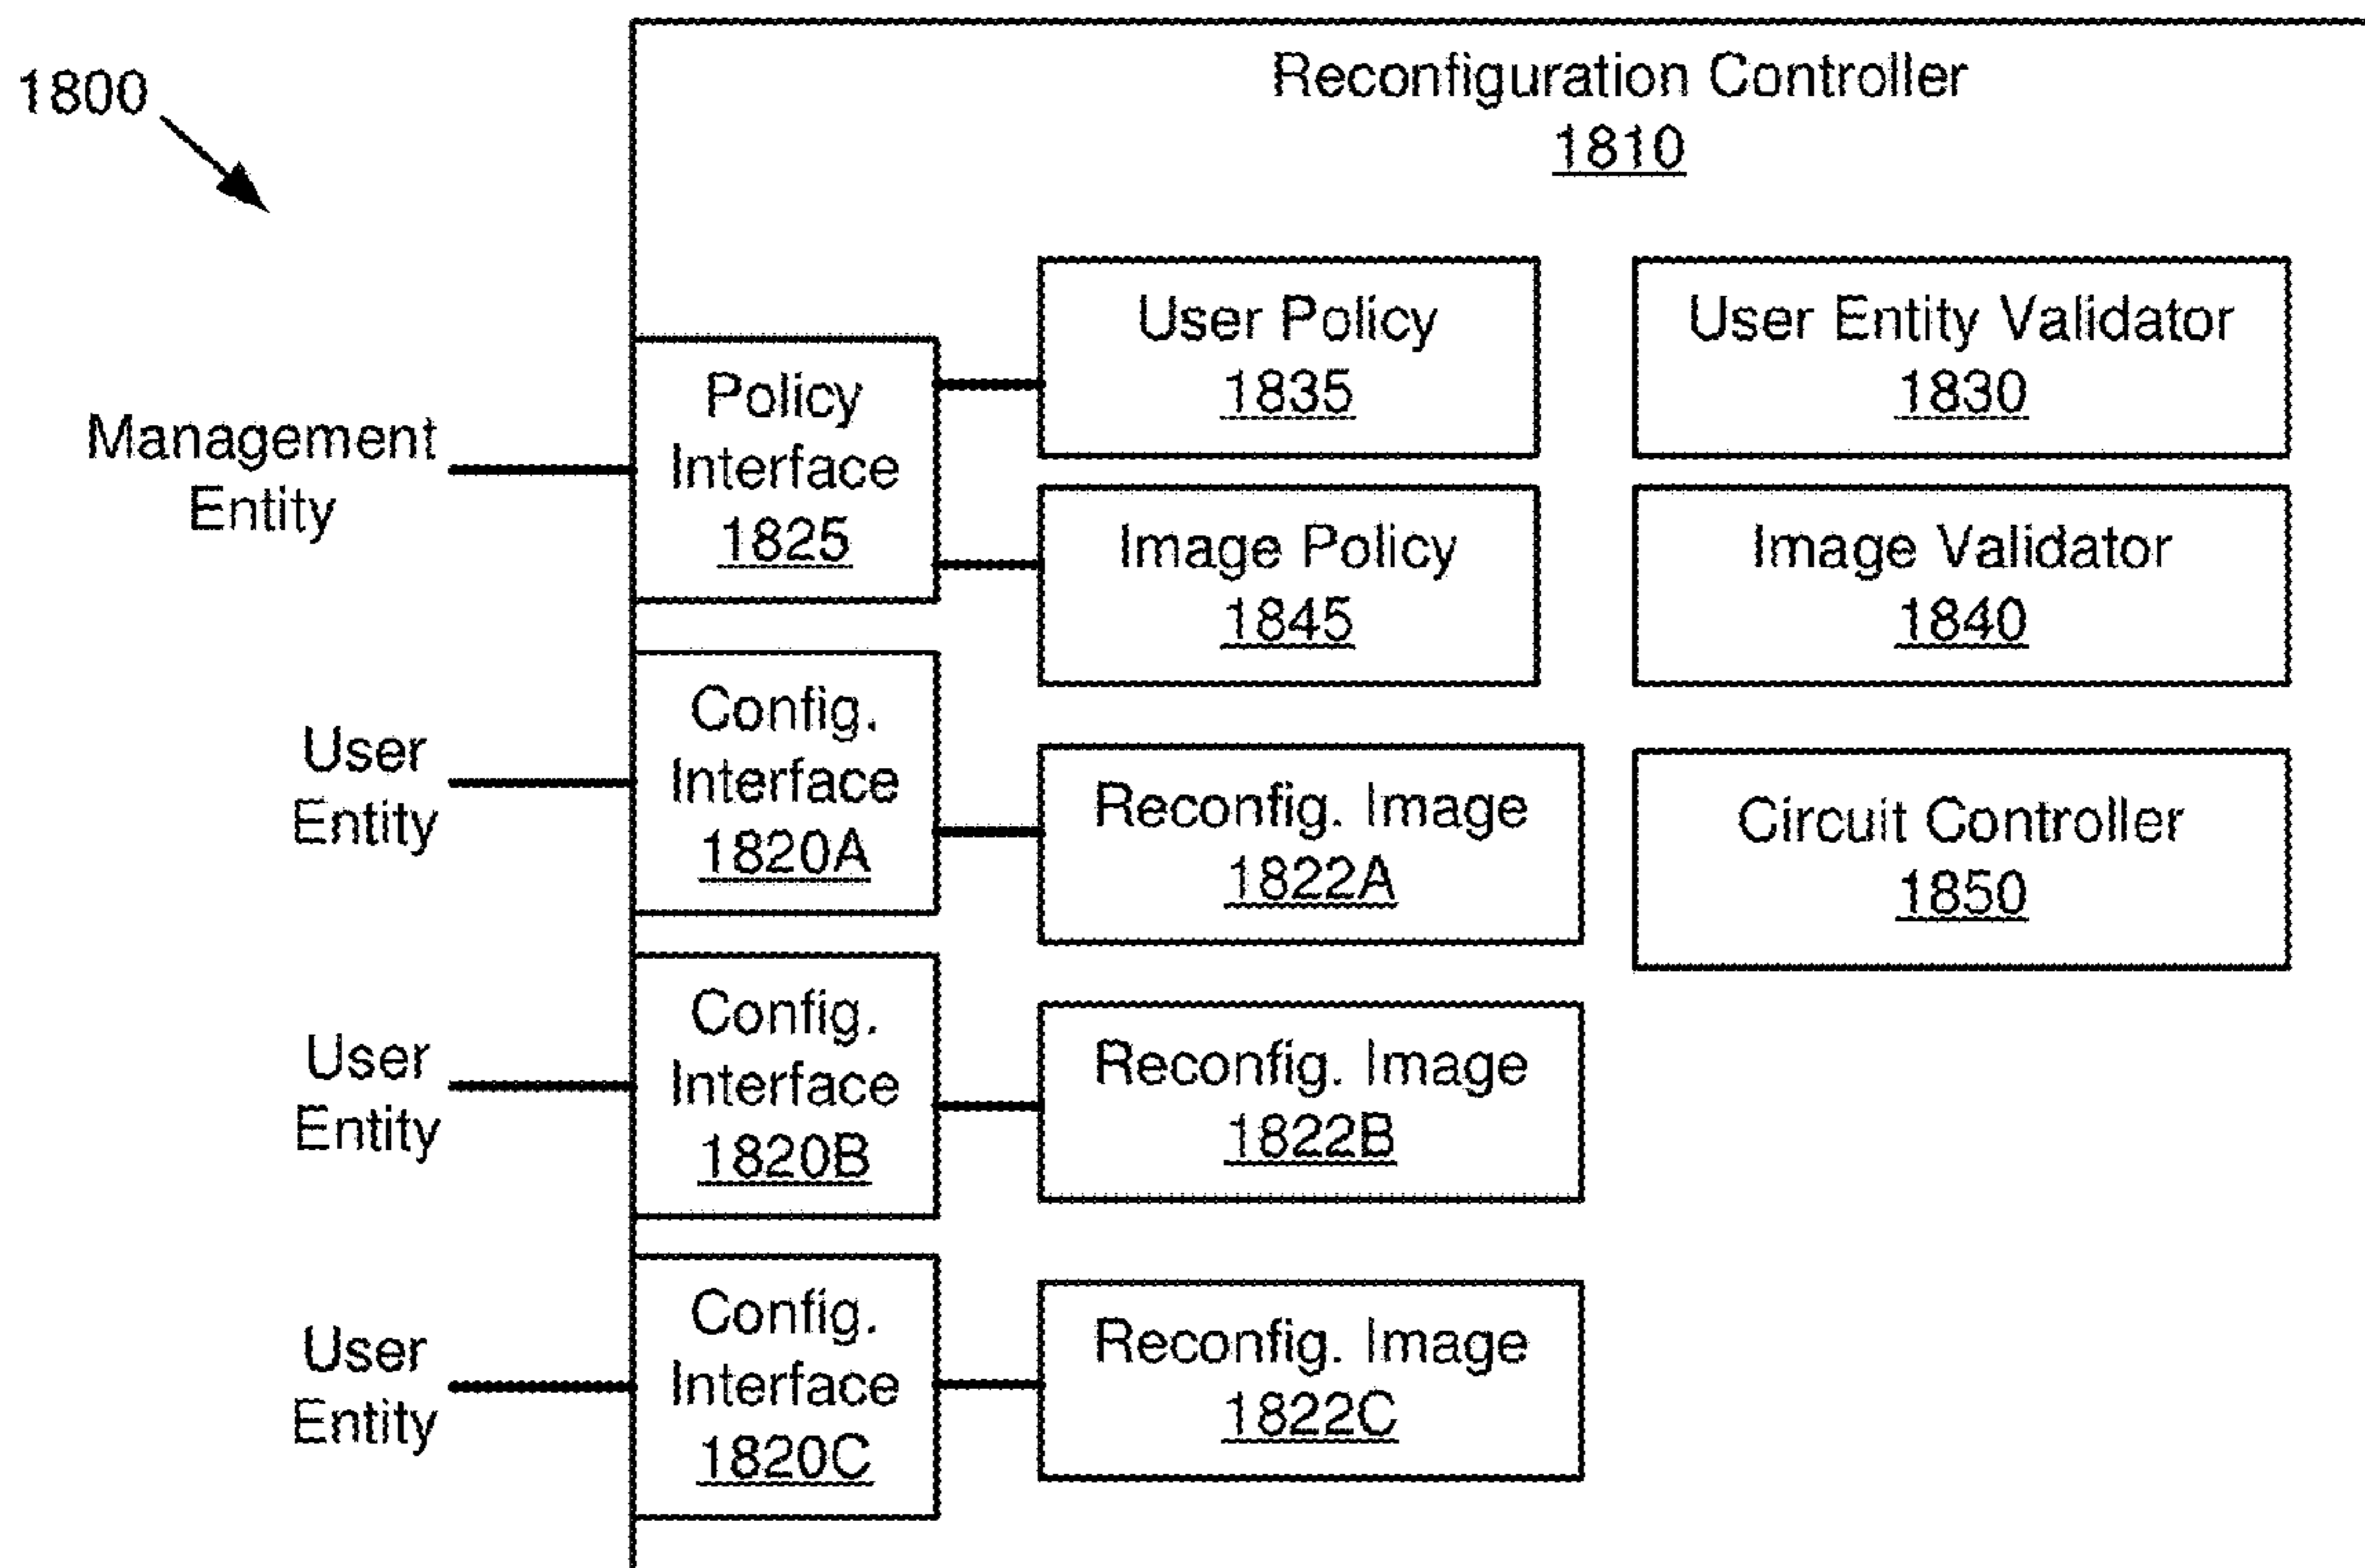 1800
Reconfiguration Controller
1810
Management
Entity
Policy
Interface
1825
User Policy
1835
User Entity Validator
1830
Image Policy
1845
Image Validator
1840
User
Entity
Config.
Interface
1820A
Reconfig. Image
1822A
Circuit Controller
1850
User
Entity
Config.
Interface
1820B
Reconfig. Image
1822B
User
Entity
Config.
Interface
1820C
Reconfig. Image
1822C